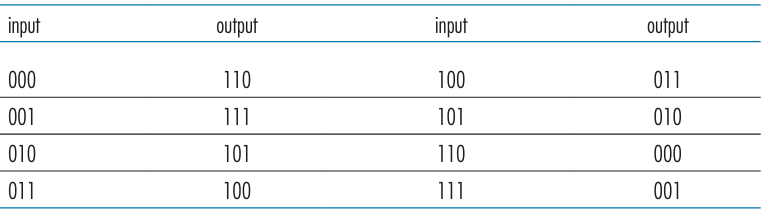 input output input output
000 110 100 011
001 111 101 010
010 101 110 000
011 100 111 001